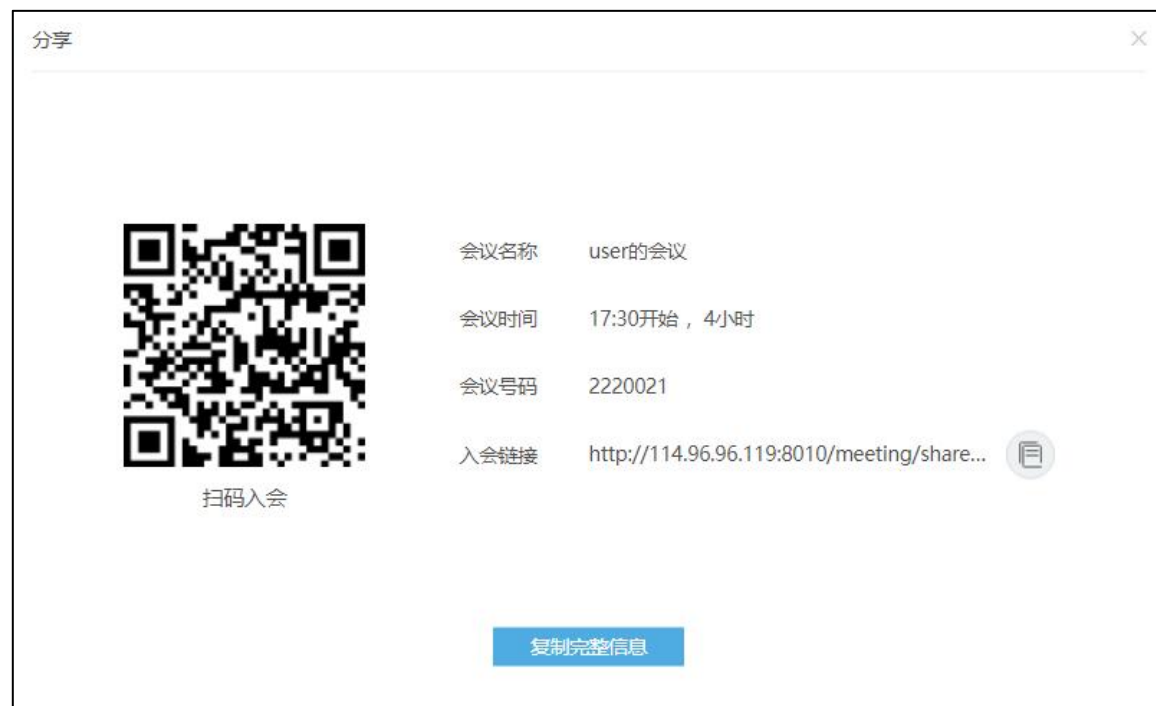 分享
会议名称 user的会议
会议时间 17:30开始 ，4小时
会议号码 2220021
入会链接 http://114.96.96.119:8010/meeting/share...
扫码入会
复制完整信息